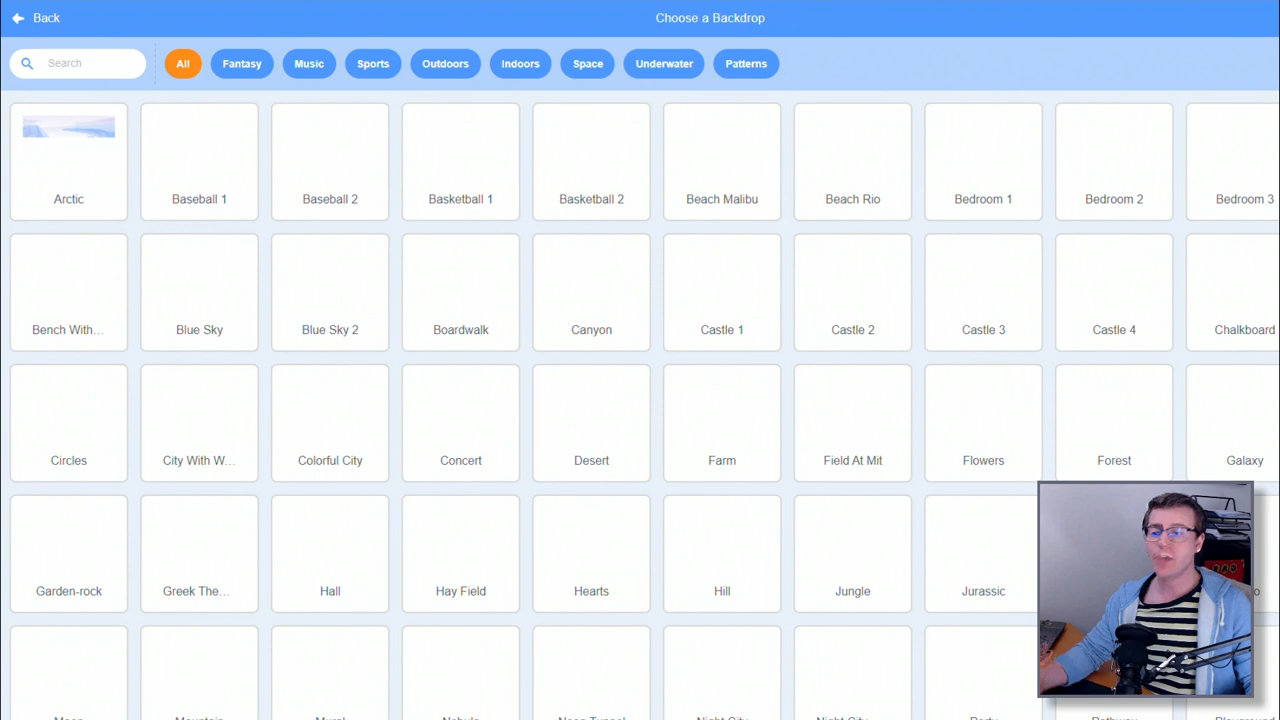 Back
Choose a Backdrop
Search
All
Fantasy
Music
Sports
Outdoors
Indoors
Space
Underwater
Patterns
Arctic
Baseball 1
Baseball 2
Basketball 1
Basketball 2
Beach Malibu
Beach Rio
Bedroom 1
Bedroom 2
Bedroom 3
Bench With...
Blue Sky
Blue Sky 2
Boardwalk
Canyon
Castle 1
Castle 2
Castle 3
Castle 4
Chalkboard
Circles
City With W...
Colorful City
Concert
Desert
Farm
Field At Mit
Flowers
Forest
Galaxy
Garden-rock
Greek The...
Hall
Hay Field
Hearts
Hill
Jungle
Jurassic